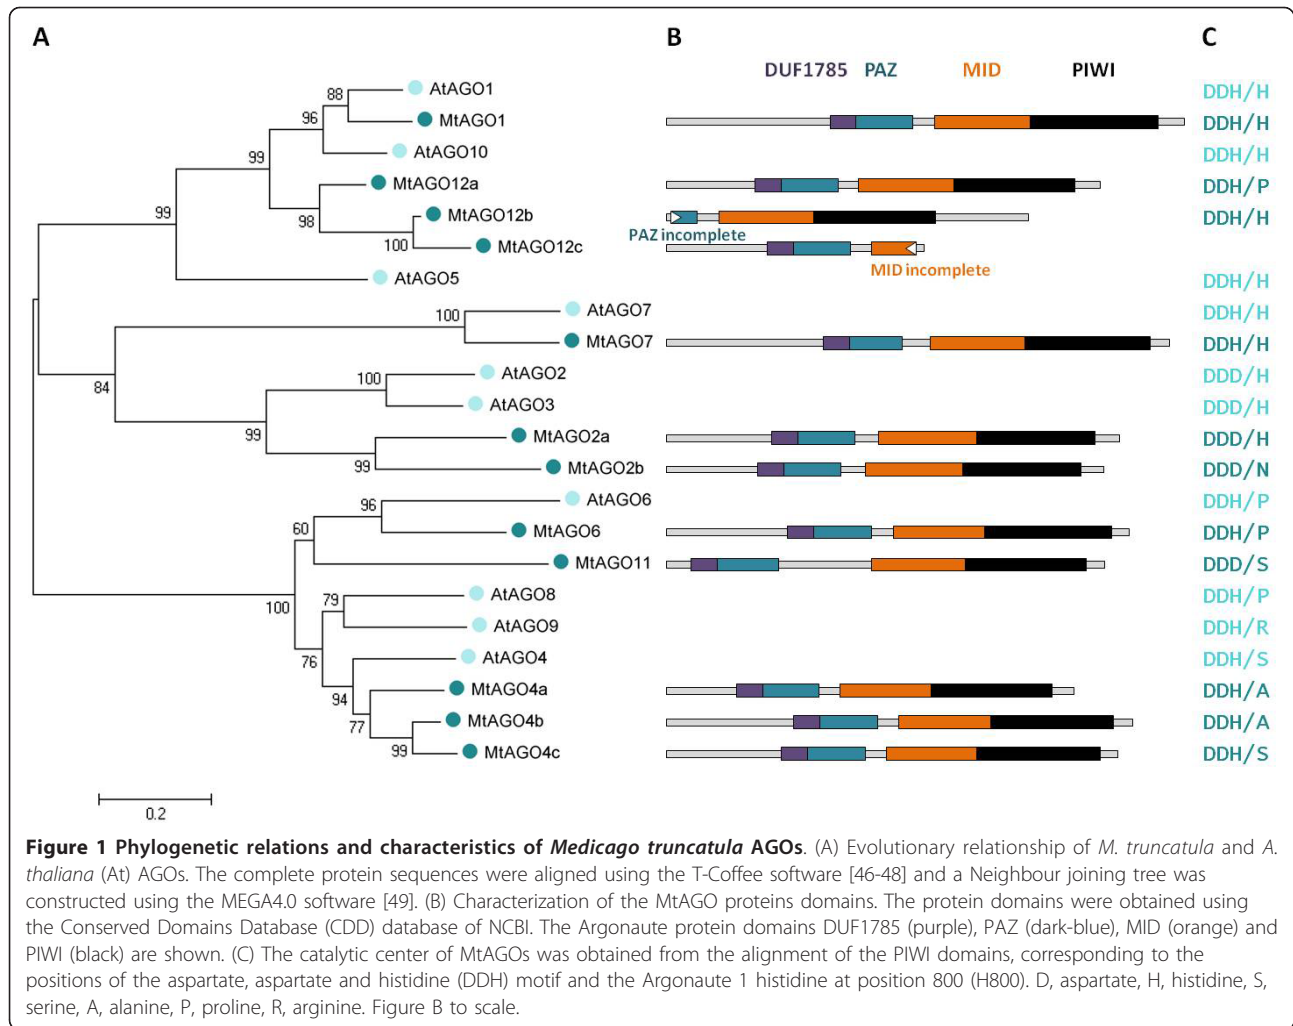 A B C
DUF1785 PAZ MID PIWI
88 AtAGO1 DDH/H
96 MtAGO1 DDH/H
99 AtAGO10 DDH/H
MtAGO12a DDH/P
99 98 MtAGO12b DDH/H
PAZ incomplete
100 MtAGO12c
MID incomplete
AtAGO5 DDH/H
100 AtAGO7 DDH/H
MtAGO7 DDH/H
84 100 AtAGO2 DDD/H
AtAGO3 DDD/H
99 MtAGO2a DDD/H
99 MtAGO2b DDD/N
96 AtAGO6 DDH/P
60 MtAGO6 DDH/P
MtAGO11 DDD/S
100 79 AtAGO8 DDH/P
AtAGO9 DDH/R
76 AtAGO4 DDH/S
94 MtAGO4a DDH/A
77 MtAGO4b DDH/A
99 MtAGO4c DDH/S
0.2
Figure 1 Phylogenetic relations and characteristics of Medicago truncatula AGOs. (A) Evolutionary relationship of M. truncatula and A.
thaliana (At) AGOs. The complete protein sequences were aligned using the T-Coffee software [46-48] and a Neighbour joining tree was
constructed using the MEGA4.0 software [49]. (B) Characterization of the MtAGO proteins domains. The protein domains were obtained using
the Conserved Domains Database (CDD) database of NCBI. The Argonaute protein domains DUF1785 (purple), PAZ (dark-blue), MID (orange) and
PIWI (black) are shown. (C) The catalytic center of MtAGOs was obtained from the alignment of the PIWI domains, corresponding to the
positions of the aspartate, aspartate and histidine (DDH) motif and the Argonaute 1 histidine at position 800 (H800). D, aspartate, H, histidine, S,
serine, A, alanine, P, proline, R, arginine. Figure B to scale.